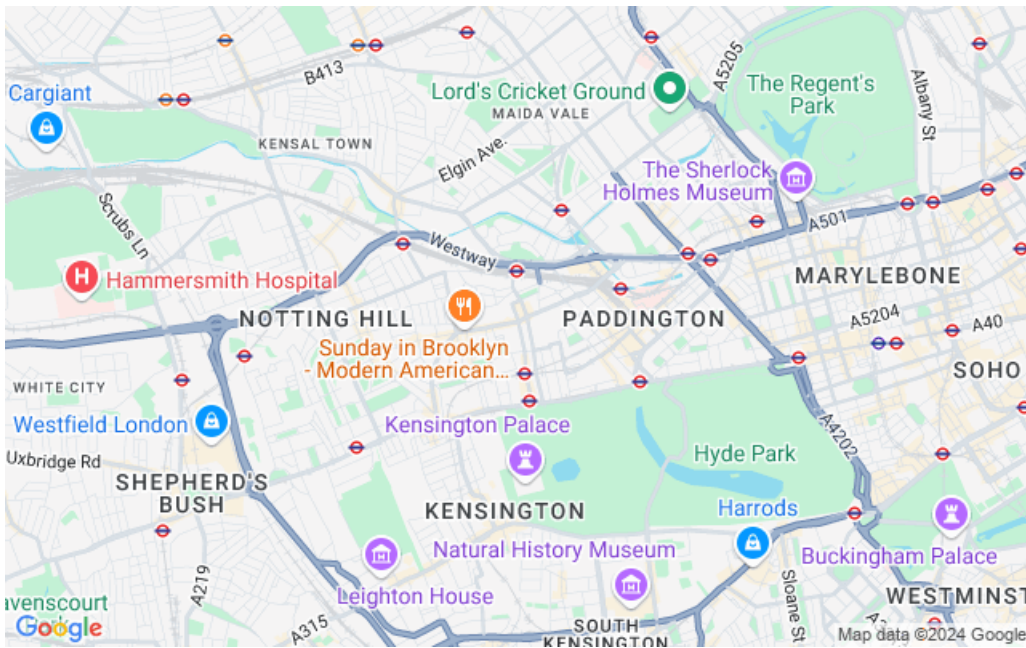 Cargiant
B413
A5205
Albany St
The Regent's
Park
Lord's Cricket Ground
MAIDA VALE
KENSAL TOWN
Elgin Ave.
The Sherlock
Holmes Museum
Scrubs Ln
Westway
A501
Hammersmith Hospital
MARYLEBONE
NOTTING HILL
PADDINGTON
A5204
A40
Sunday in Brooklyn
- Modern American...
SOHO
WHITE CITY
Westfield London
Kensington Palace
A4202
Uxbridge Rd
Hyde Park
SHEPHERD'S
BUSH
KENSINGTON
Harrods
Natural History Museum
Buckingham Palace
A219
Leighton House
Sloane St
WESTMINST
avenscourt
Google
A315
SOUTH
KENSINGTON
Map data ©2024 Google